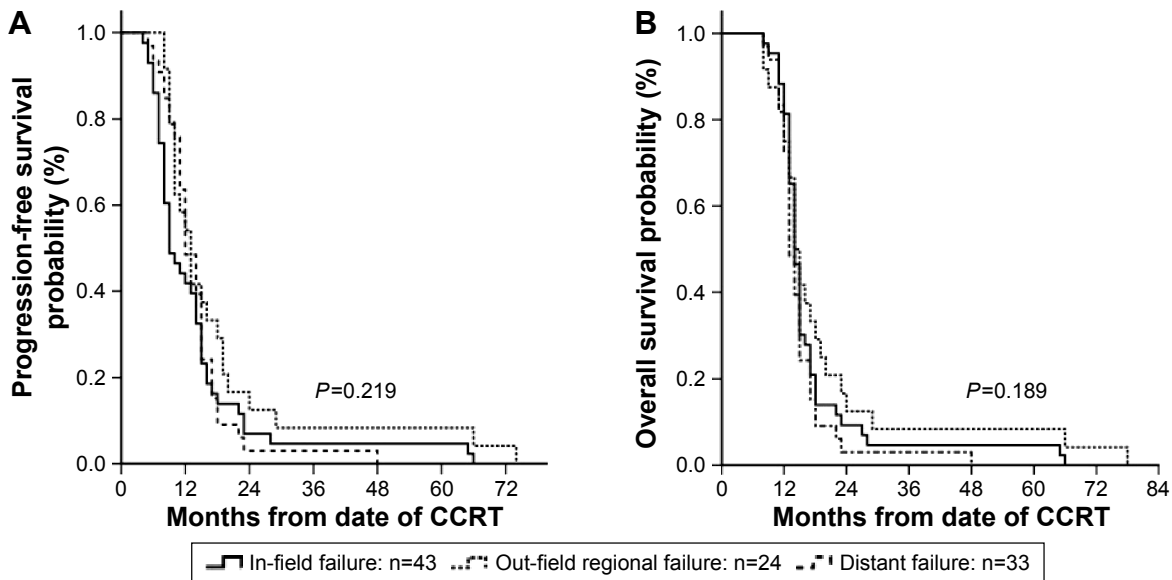 A
Progression-free survival
probability (%)
1.0
0.8
0.6
0.4
0.2
0.0
P=0.219
0 12 24 36 48 60 72
Months from date of CCRT
B
Overall survival probability (%)
1.0
0.8
0.6
0.4
0.2
0.0
P=0.189
0 12 24 36 48 60 72 84
Months from date of CCRT
In-field failure: n=43 Out-field regional failure: n=24 Distant failure: n=33